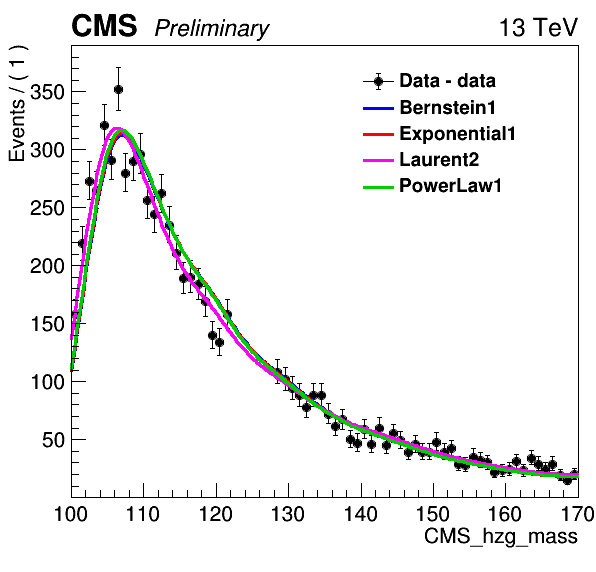 CMS Preliminary 13 TeV
Events / ( 1 )
350
300
250
200
150
100
50
Data - data
Bernstein1
Exponential1
Laurent2
PowerLaw1
100 110 120 130 140 150 160 170
CMS_hzg_mass